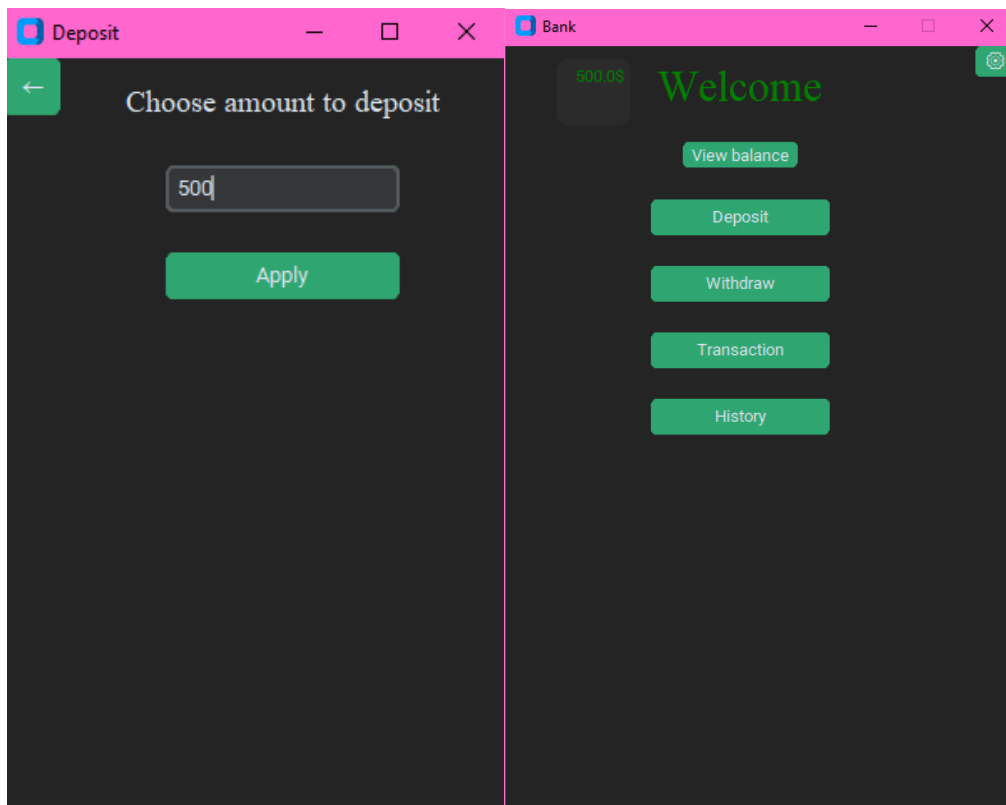 Deposit
←
Choose amount to deposit
500
Apply
Bank
500.0$
Welcome
View balance
Deposit
Withdraw
Transaction
History